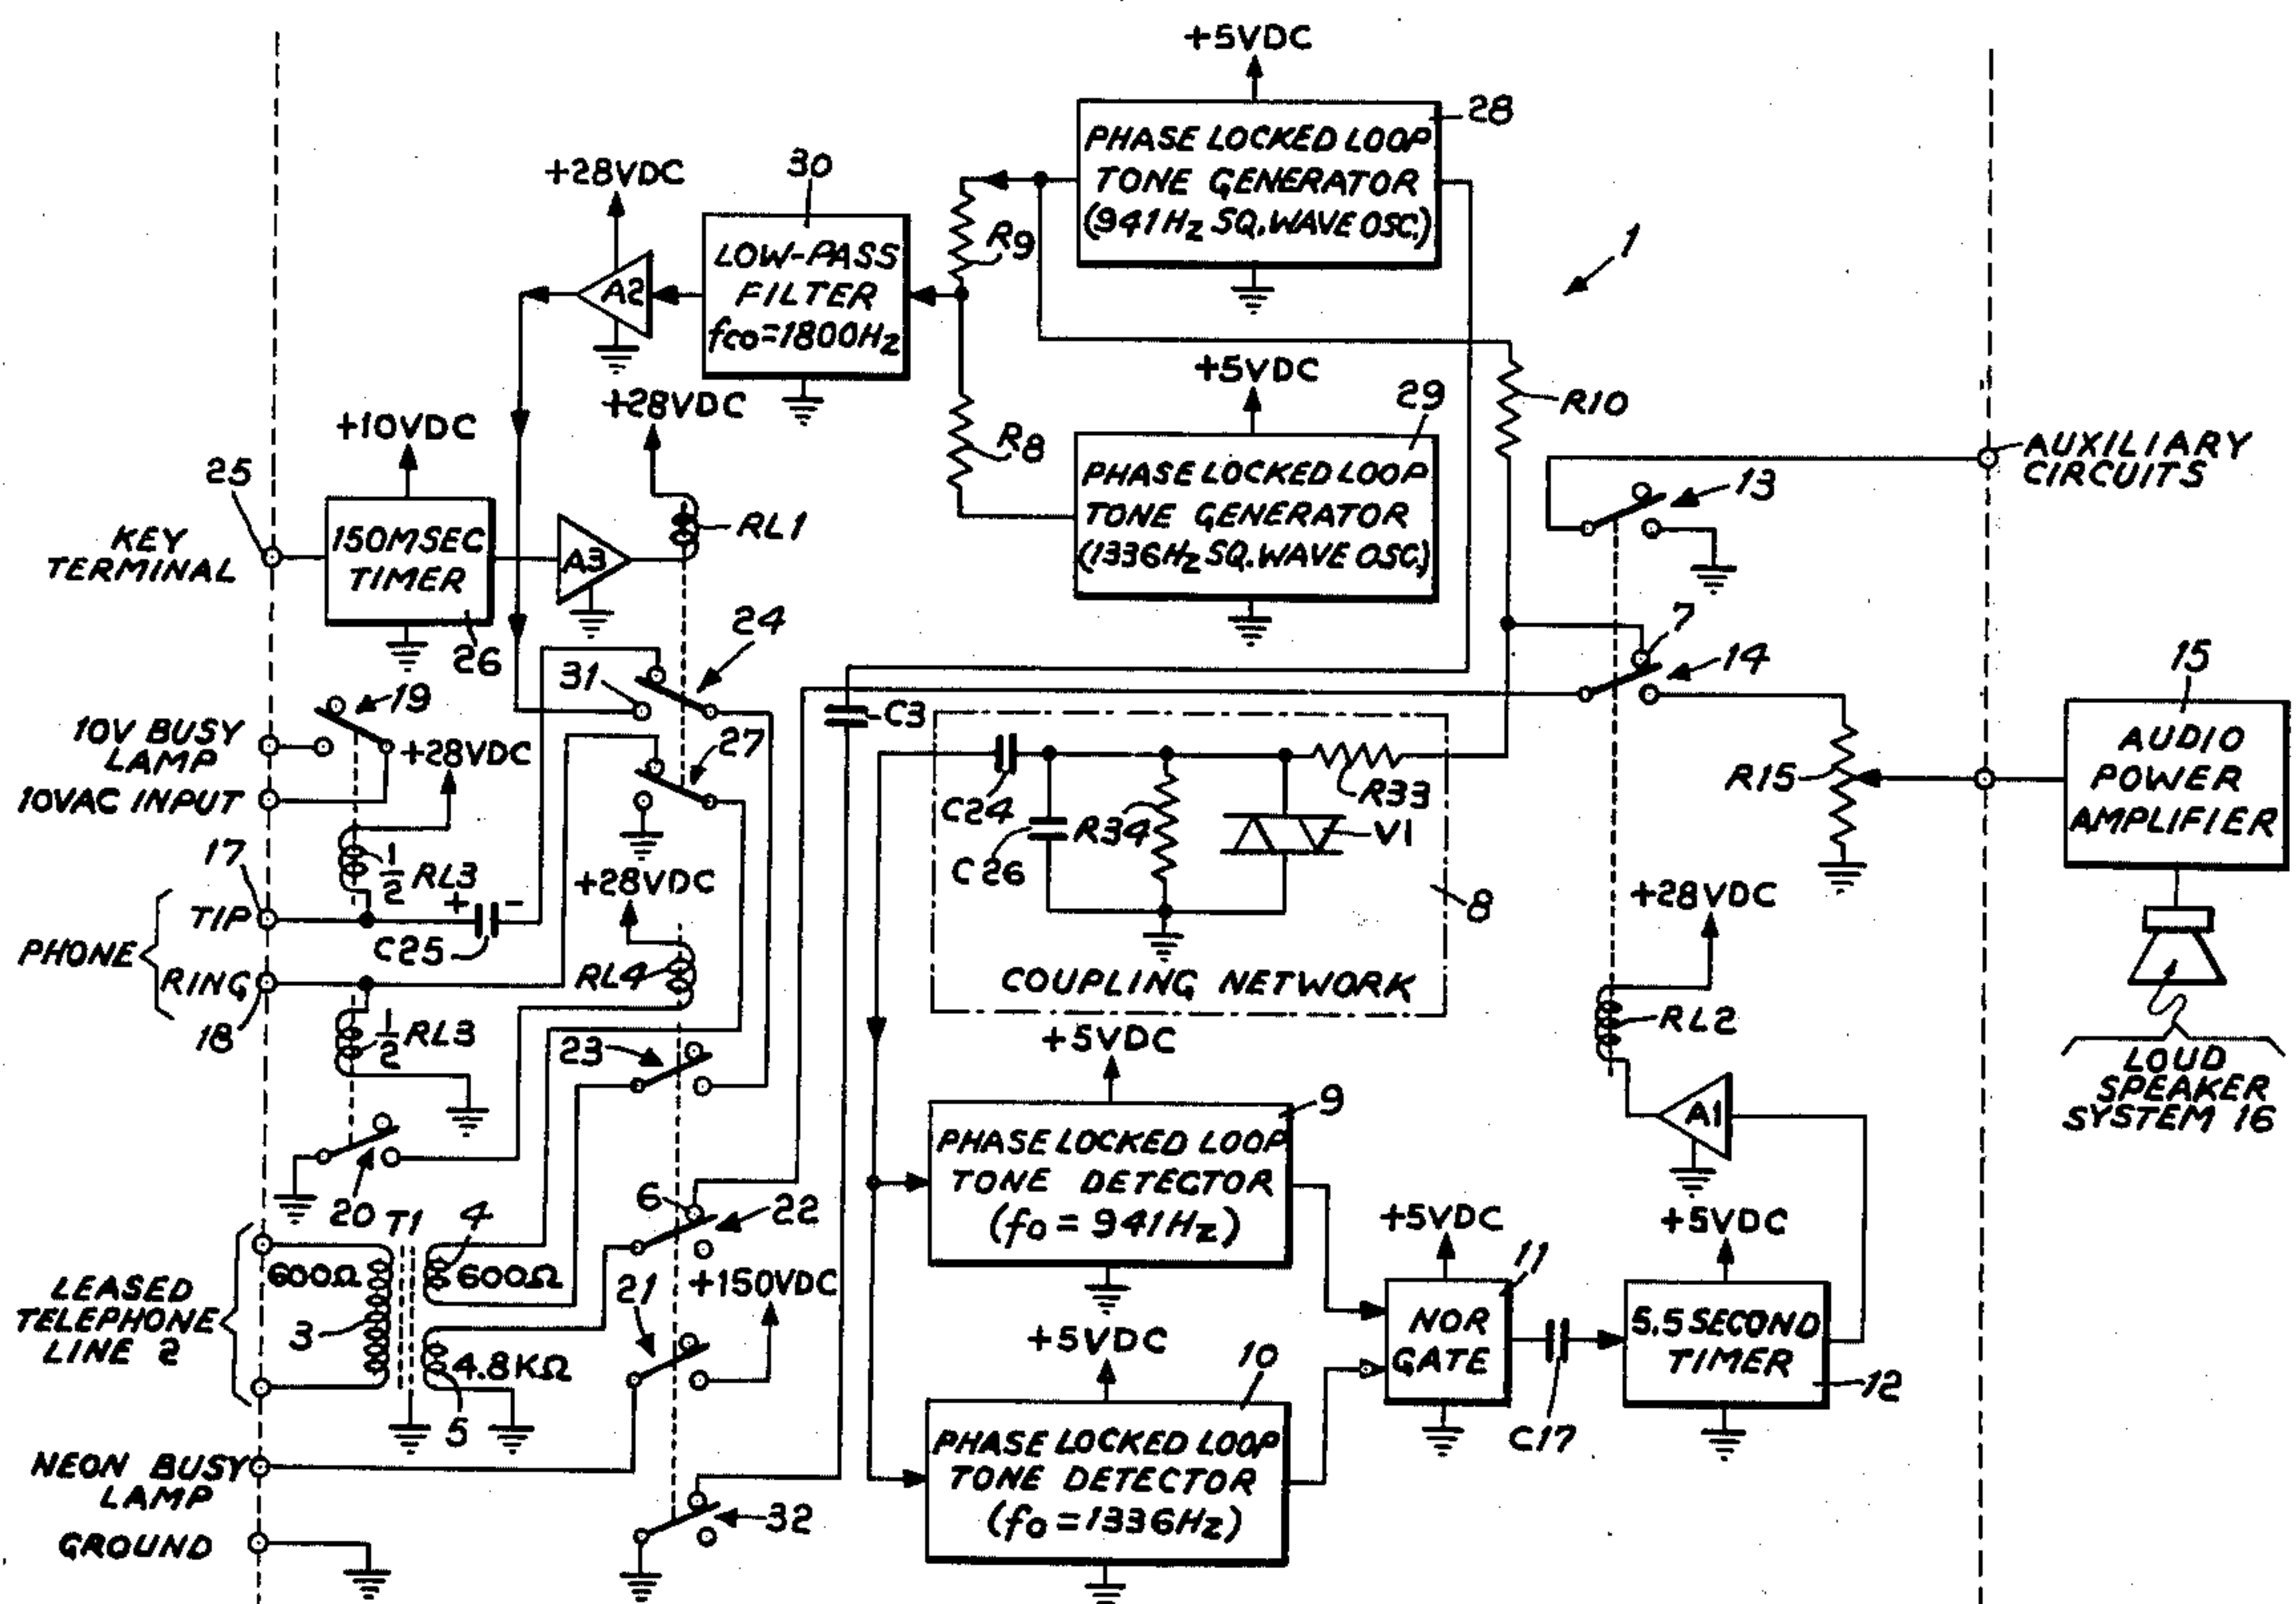 +5VDC
28
PHASE LOCKED LOOP
TONE GENERATOR
(941HZ SQ. WAVE OSC.)
1
30
+28VDC
A2
LOW-PASS
FILTER
fco=1800HZ
R9
+5VDC
29
R10
PHASE LOCKED LOOP
TONE GENERATOR
(1336HZ SQ. WAVE OSC.)
R8
+28VDC
RL1
+10VDC
25
KEY
TERMINAL
150MSEC
TIMER
26
A3
AUXILIARY
CIRCUITS
13
7
14
24
31
27
19
10V BUSY
LAMP
10VAC INPUT
+28VDC
C3
15
AUDIO
POWER
AMPLIFIER
R15
C24
C26
R34
R33
V1
8
COUPLING NETWORK
17
1/2 RL3
+ -
C25
PHONE
TIP
RING
18
+28VDC
RL4
1/2 RL3
23
20
+28VDC
RL2
A1
LOUD
SPEAKER
SYSTEM 16
+5VDC
9
PHASE LOCKED LOOP
TONE DETECTOR
(fo = 941HZ)
T1
4
600Ω
600Ω
3
LEASED
TELEPHONE
LINE 2
4.8KΩ
5
6
22
21
+150VDC
+5VDC
11
NOR
GATE
C17
+5VDC
5.5 SECOND
TIMER
12
+5VDC
10
PHASE LOCKED LOOP
TONE DETECTOR
(fo = 1336HZ)
NEON BUSY
LAMP
32
GROUND